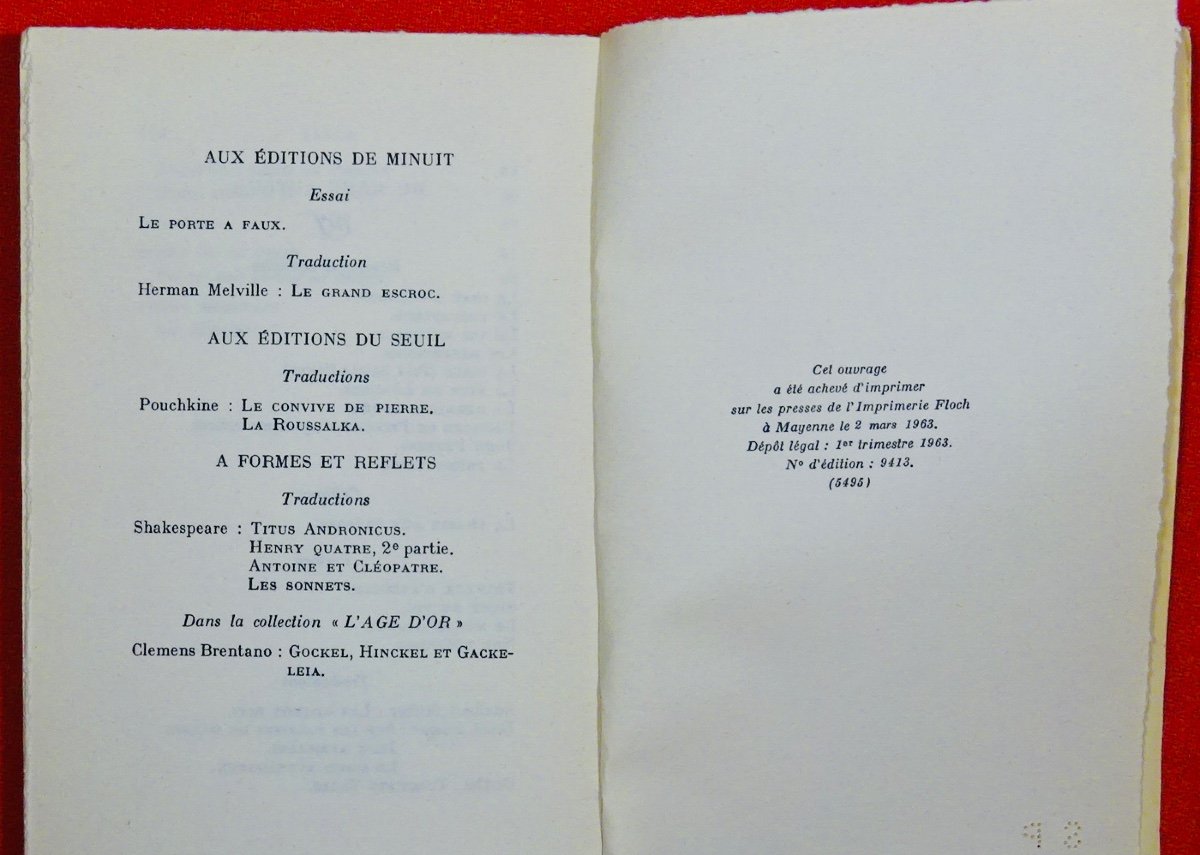 AUX ÉDITIONS DE MINUIT
Essai
LE PORTE A FAUX.
Traduction
Herman Melville : LE GRAND ESCROC.
AUX ÉDITIONS DU SEUIL
Traductions
Pouchkine : LE CONVIVE DE PIERRE.
LA ROUSSALKA.
A FORMES ET REFLETS
Traductions
Shakespeare : TITUS ANDRONICUS.
HENRY QUATRE, 2e partie.
ANTOINE ET CLÉOPATRE.
LES SONNETS.
Dans la collection « L'AGE D'OR »
Clemens Brentano : GOCKEL, HINCKEL ET GACKE-
LEIA.
Cet ouvrage
a été achevé d'imprimer
sur les presses de l'Imprimerie Floch
à Mayenne le 2 mars 1963.
Dépôt légal : 1er trimestre 1963.
No d'édition : 9413.
(5495)